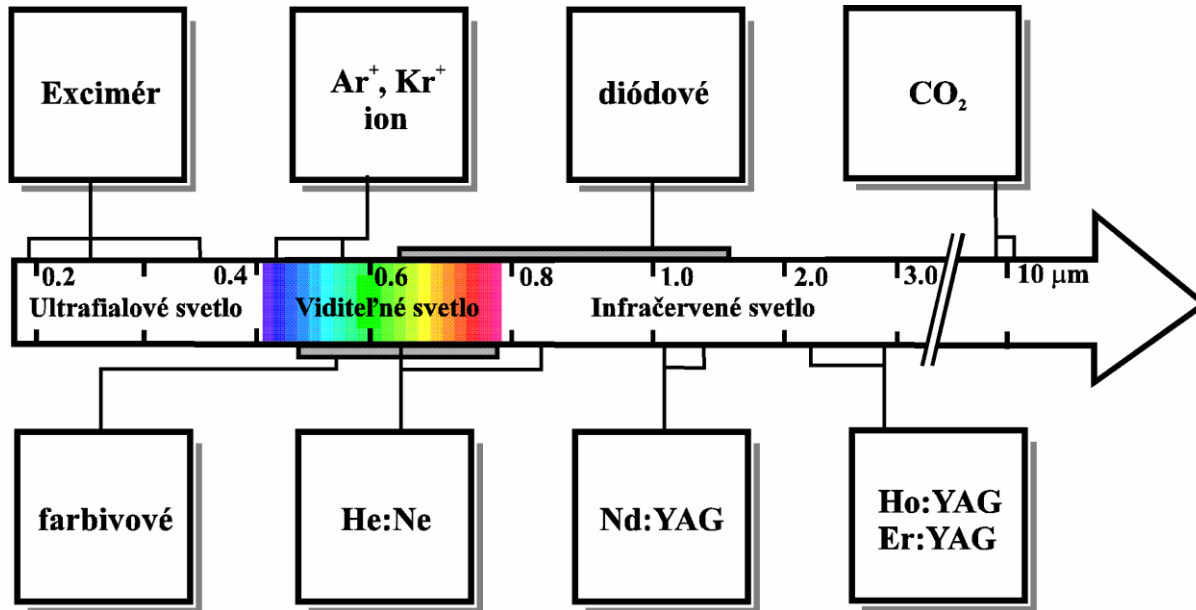 Excimér
Ar⁺, Kr⁺
ion
diódové
CO₂
0.2
0.4
0.6
0.8
1.0
2.0
3.0
10 μm
Ultrafialové svetlo
Viditeľné svetlo
Infračervené svetlo
farbivové
He:Ne
Nd:YAG
Ho:YAG
Er:YAG